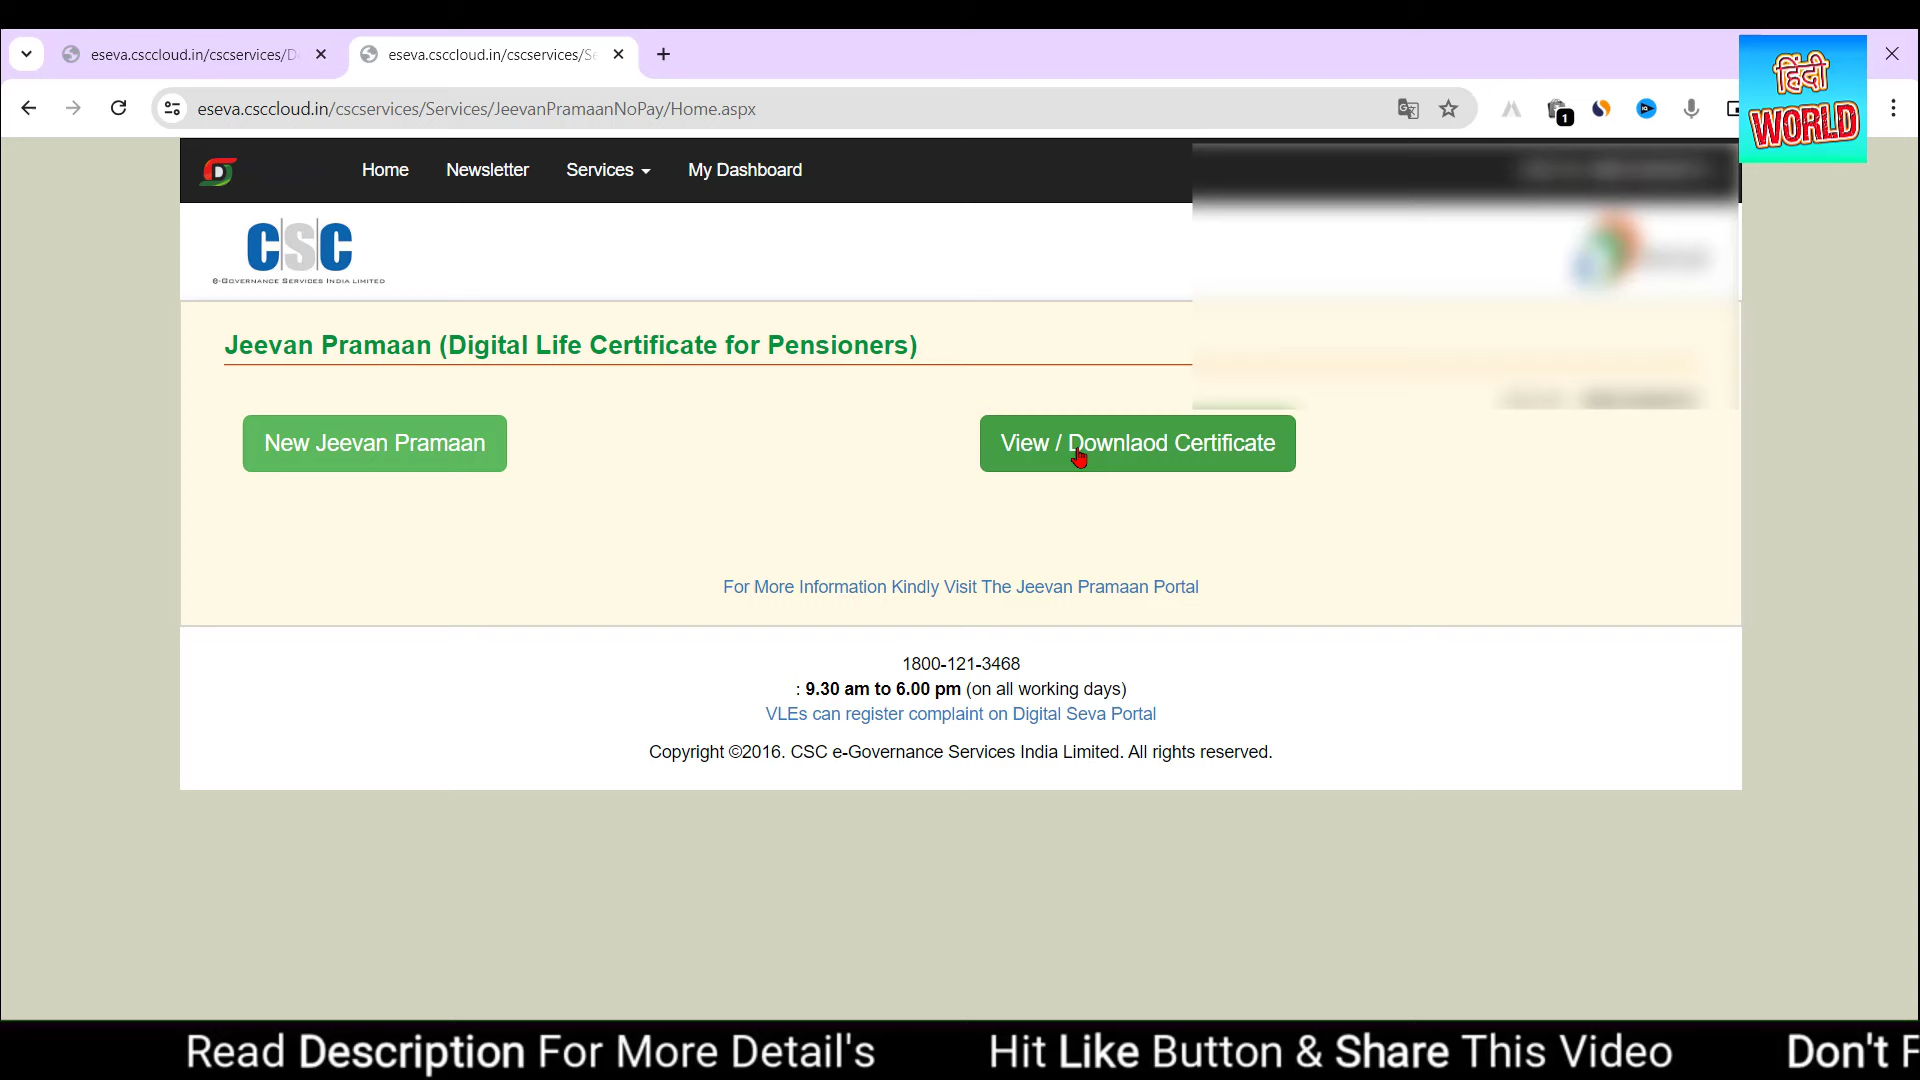 eseva.csccloud.in/cscservices/D
eseva.csccloud.in/cscservices/Se
eseva.csccloud.in/cscservices/Services/JeevanPramaanNoPay/Home.aspx
1
हिंदी
WORLD
D
Home
Newsletter
Services
My Dashboard
CSC
e-Governance Services India Limited
Jeevan Pramaan (Digital Life Certificate for Pensioners)
New Jeevan Pramaan
View / Downlaod Certificate
For More Information Kindly Visit The Jeevan Pramaan Portal
1800-121-3468
: 9.30 am to 6.00 pm (on all working days)
VLEs can register complaint on Digital Seva Portal
Copyright ©2016. CSC e-Governance Services India Limited. All rights reserved.
Read Description For More Detail's
Hit Like Button & Share This Video
Don't F